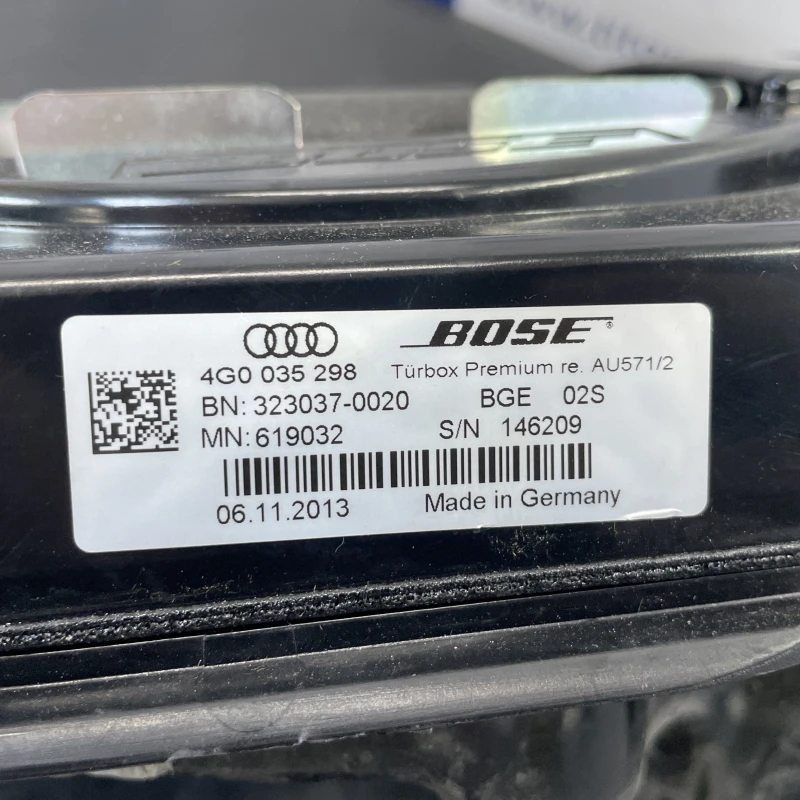 BOSE®
4G0 035 298 Türbox Premium re. AU571/2
BN: 323037-0020 BGE 02S
MN: 619032 S/N 146209
06.11.2013 Made in Germany